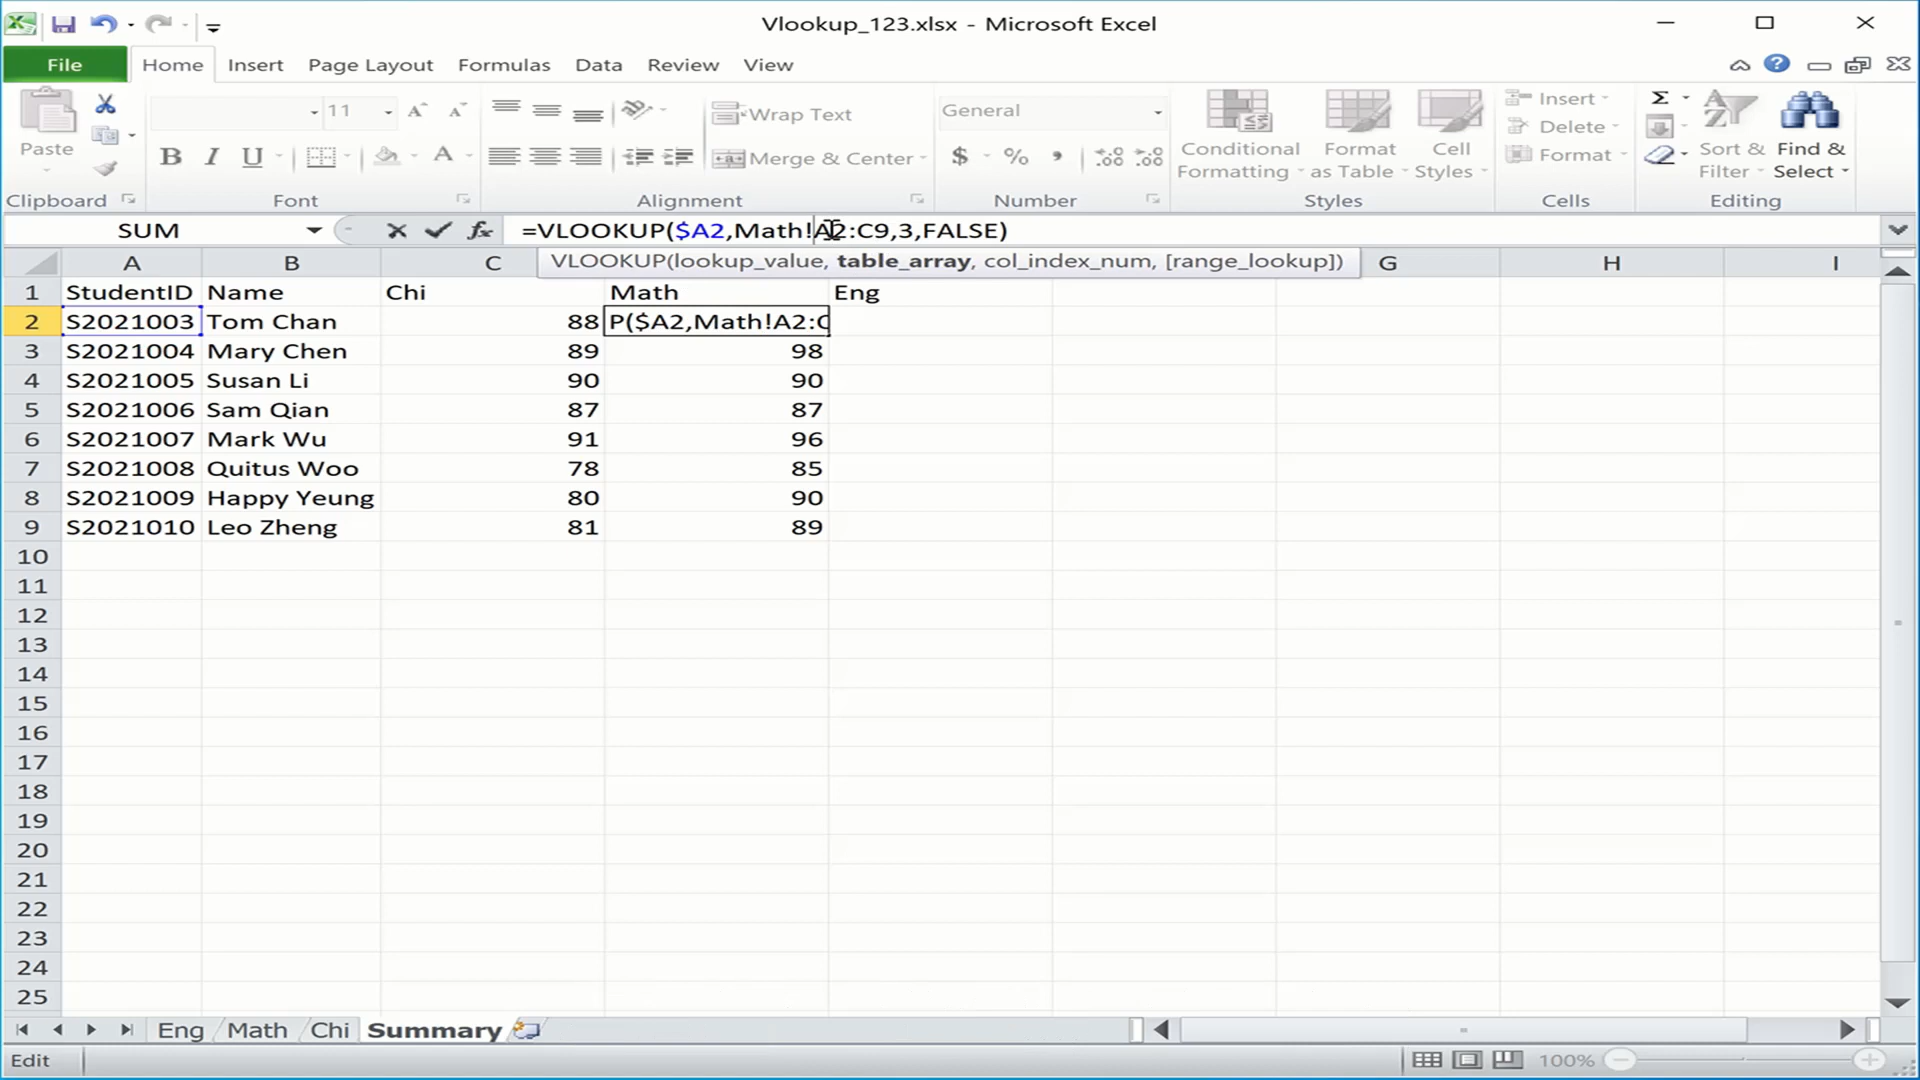 Vlookup_123.xlsx - Microsoft Excel
File Home Insert Page Layout Formulas Data Review View
Paste
11
B I U A
Wrap Text
Merge & Center
General
$ % ,
Conditional Formatting
Format as Table
Cell Styles
Insert
Delete
Format
Σ
Sort & Filter
Find & Select
Clipboard Font Alignment Number Styles Cells Editing
SUM fx =VLOOKUP($A2,Math!A2:C9,3,FALSE)
VLOOKUP(lookup_value, table_array, col_index_num, [range_lookup])
A B C G H I
1 StudentID Name Chi Math Eng
2 S2021003 Tom Chan 88 P($A2,Math!A2:C
3 S2021004 Mary Chen 89 98
4 S2021005 Susan Li 90 90
5 S2021006 Sam Qian 87 87
6 S2021007 Mark Wu 91 96
7 S2021008 Quitus Woo 78 85
8 S2021009 Happy Yeung 80 90
9 S2021010 Leo Zheng 81 89
10
11
12
13
14
15
16
17
18
19
20
21
22
23
24
25
Eng Math Chi Summary
Edit 100%